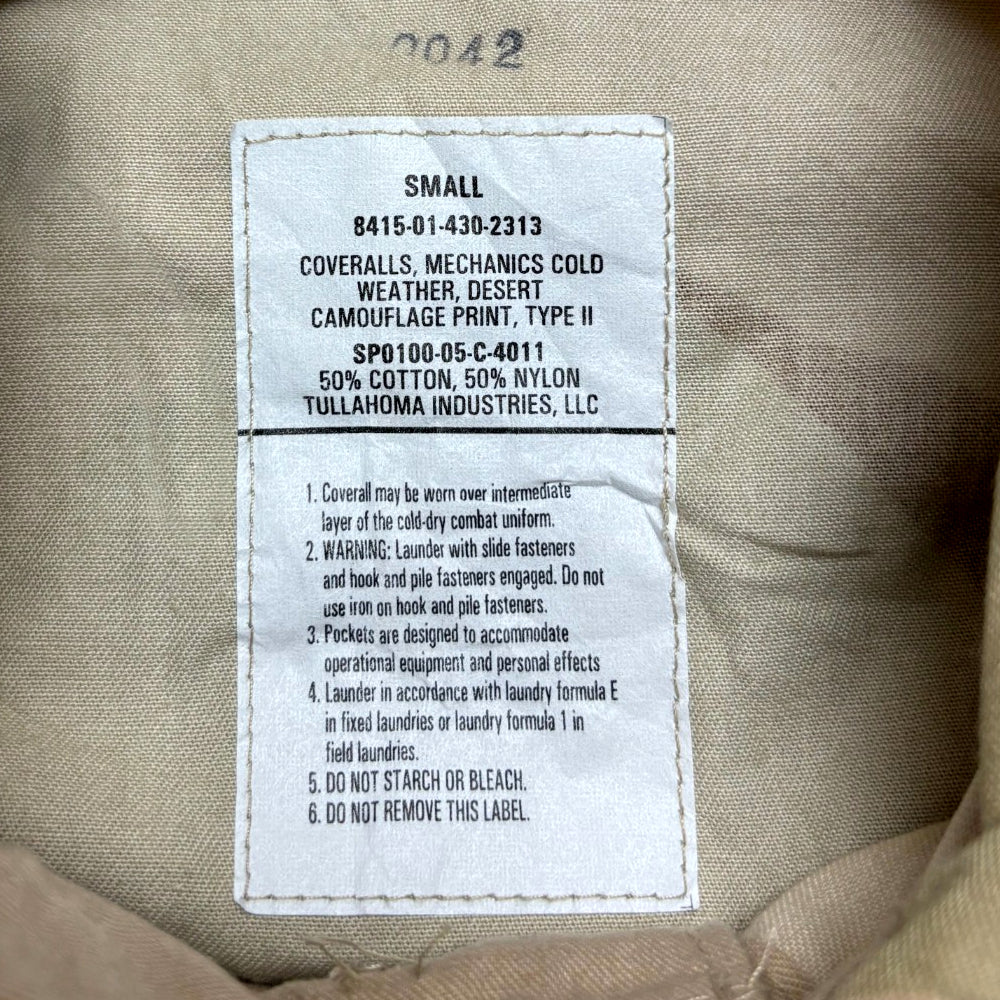 0042
SMALL
8415-01-430-2313
COVERALLS, MECHANICS COLD
WEATHER, DESERT
CAMOUFLAGE PRINT, TYPE II
SP0100-05-C-4011
50% COTTON, 50% NYLON
TULLAHOMA INDUSTRIES, LLC
1. Coverall may be worn over intermediate
layer of the cold-dry combat uniform.
2. WARNING: Launder with slide fasteners
and hook and pile fasteners engaged. Do not
use iron on hook and pile fasteners.
3. Pockets are designed to accommodate
operational equipment and personal effects
4. Launder in accordance with laundry formula E
in fixed laundries or laundry formula 1 in
field laundries.
5. DO NOT STARCH OR BLEACH.
6. DO NOT REMOVE THIS LABEL.